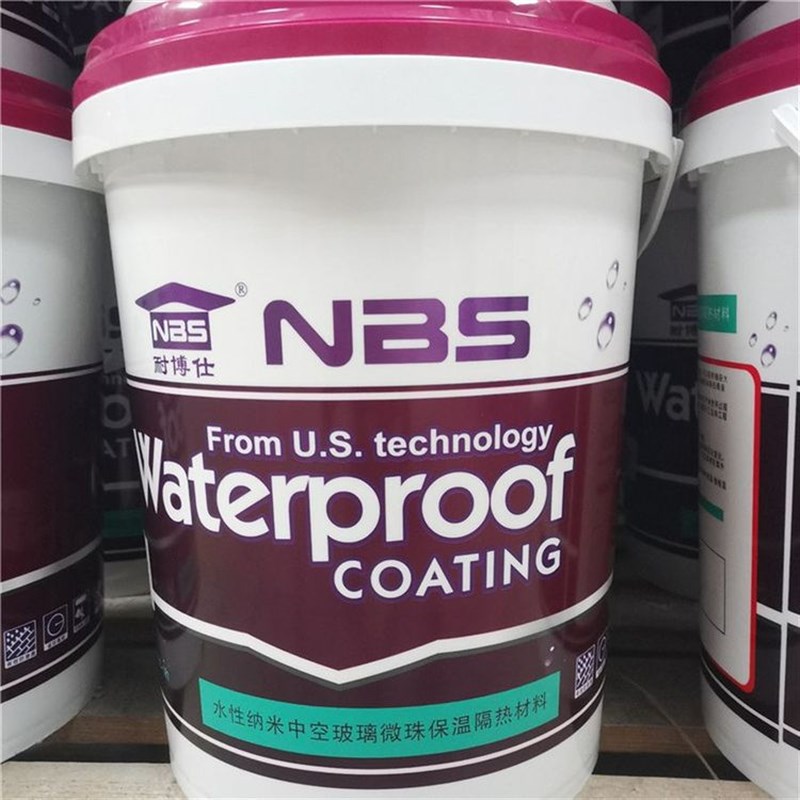 NBS
®
耐博仕
NBS
From U.S. technology
Waterproof
COATING
水性纳米中空玻璃微珠保温隔热材料